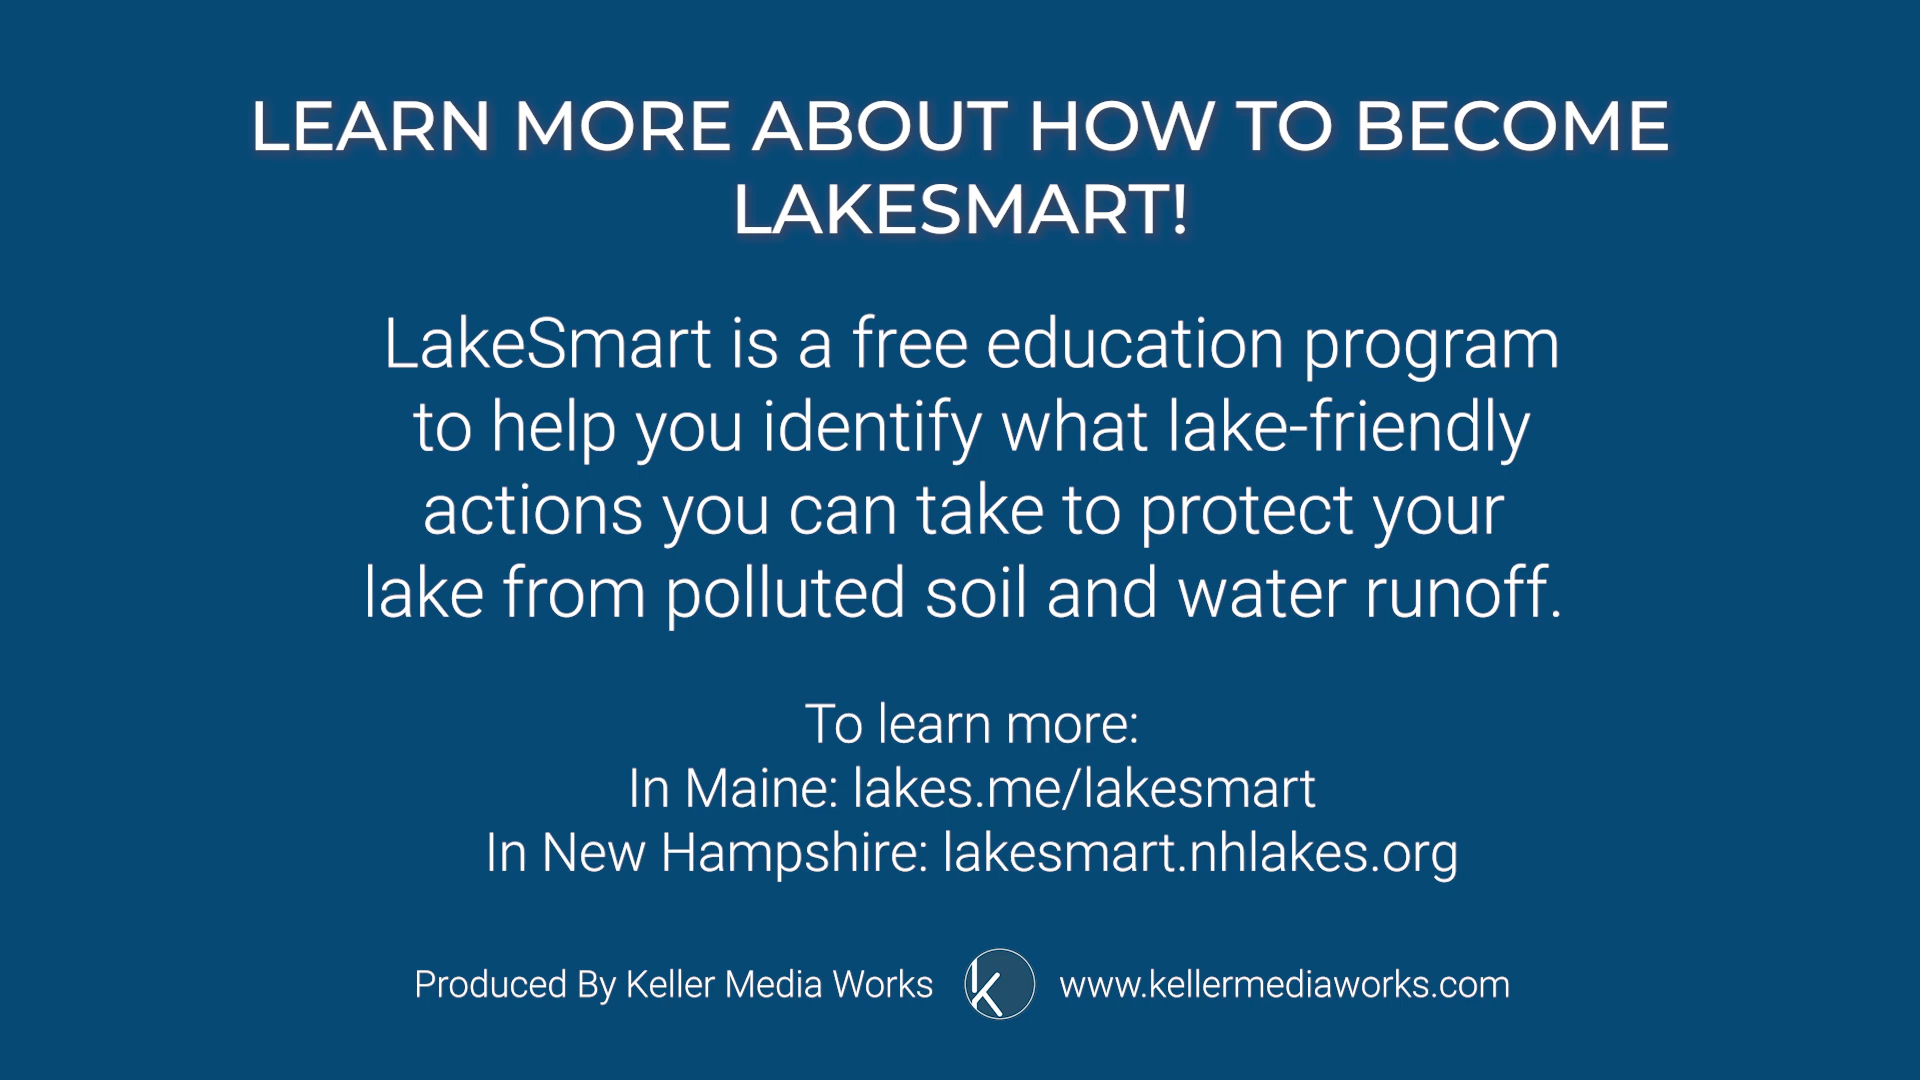 LEARN MORE ABOUT HOW TO BECOME
LAKESMART!
LakeSmart is a free education program
to help you identify what lake-friendly
actions you can take to protect your
lake from polluted soil and water runoff.
To learn more:
In Maine: lakes.me/lakesmart
In New Hampshire: lakesmart.nhlakes.org
Produced By Keller Media Works K www.kellermediaworks.com